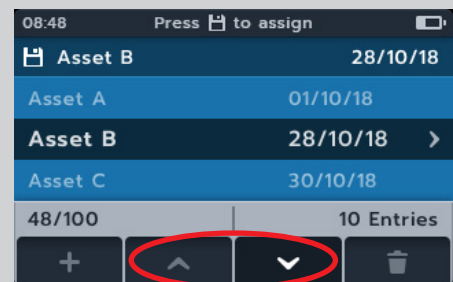 08:48 Press to assign
Asset B 28/10/18
Asset A 01/10/18
Asset B 28/10/18
Asset C 30/10/18
48/100 10 Entries